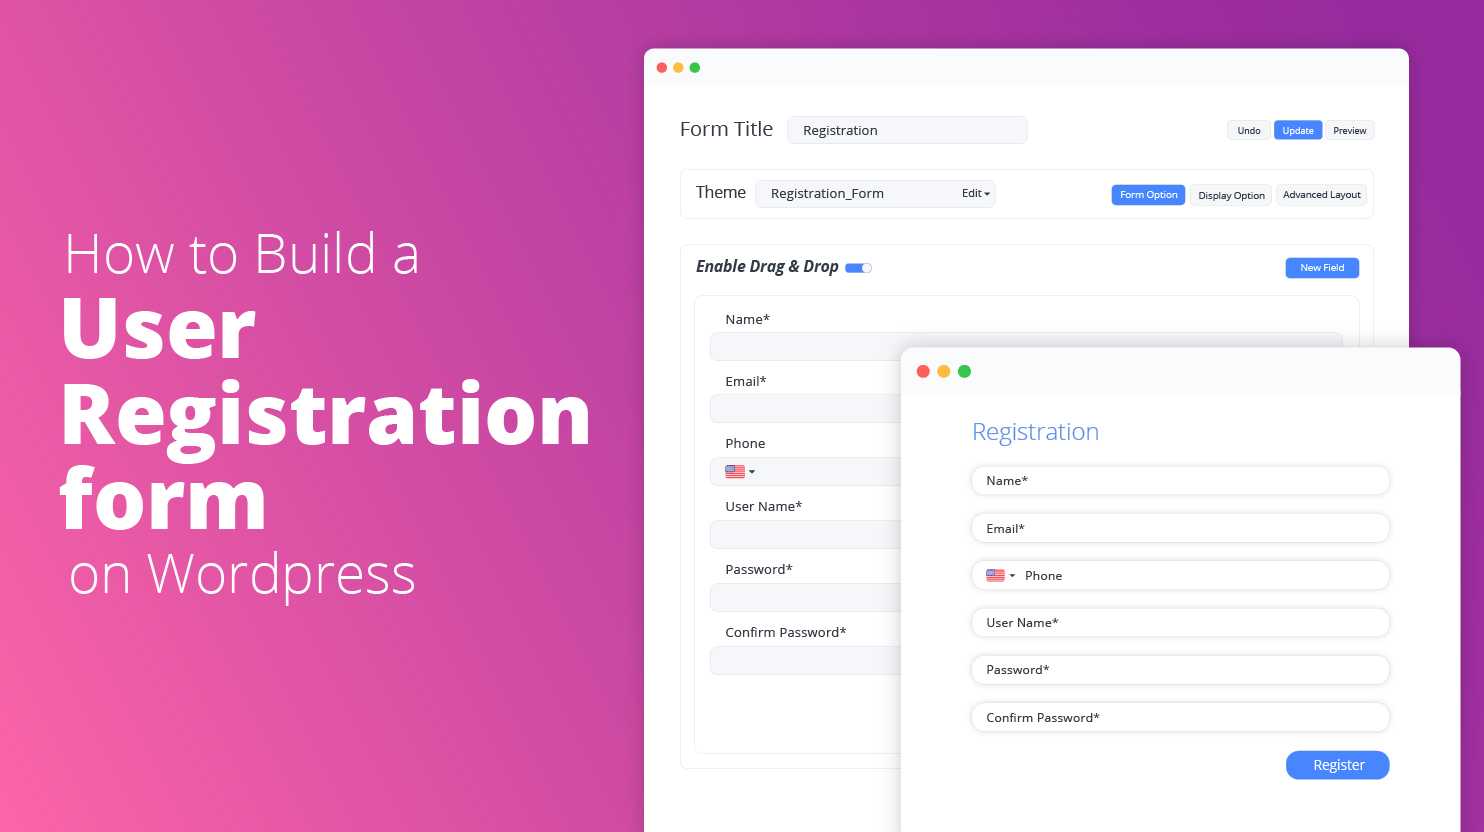 How to Build a
User
Registration
form
on Wordpress
Form Title Registration Undo Update Preview
Theme Registration_Form Edit Form Option Display Option Advanced Layout
Enable Drag & Drop New Field
Name*
Email*
Phone
User Name*
Password*
Confirm Password*
Registration
Name*
Email*
Phone
User Name*
Password*
Confirm Password*
Register